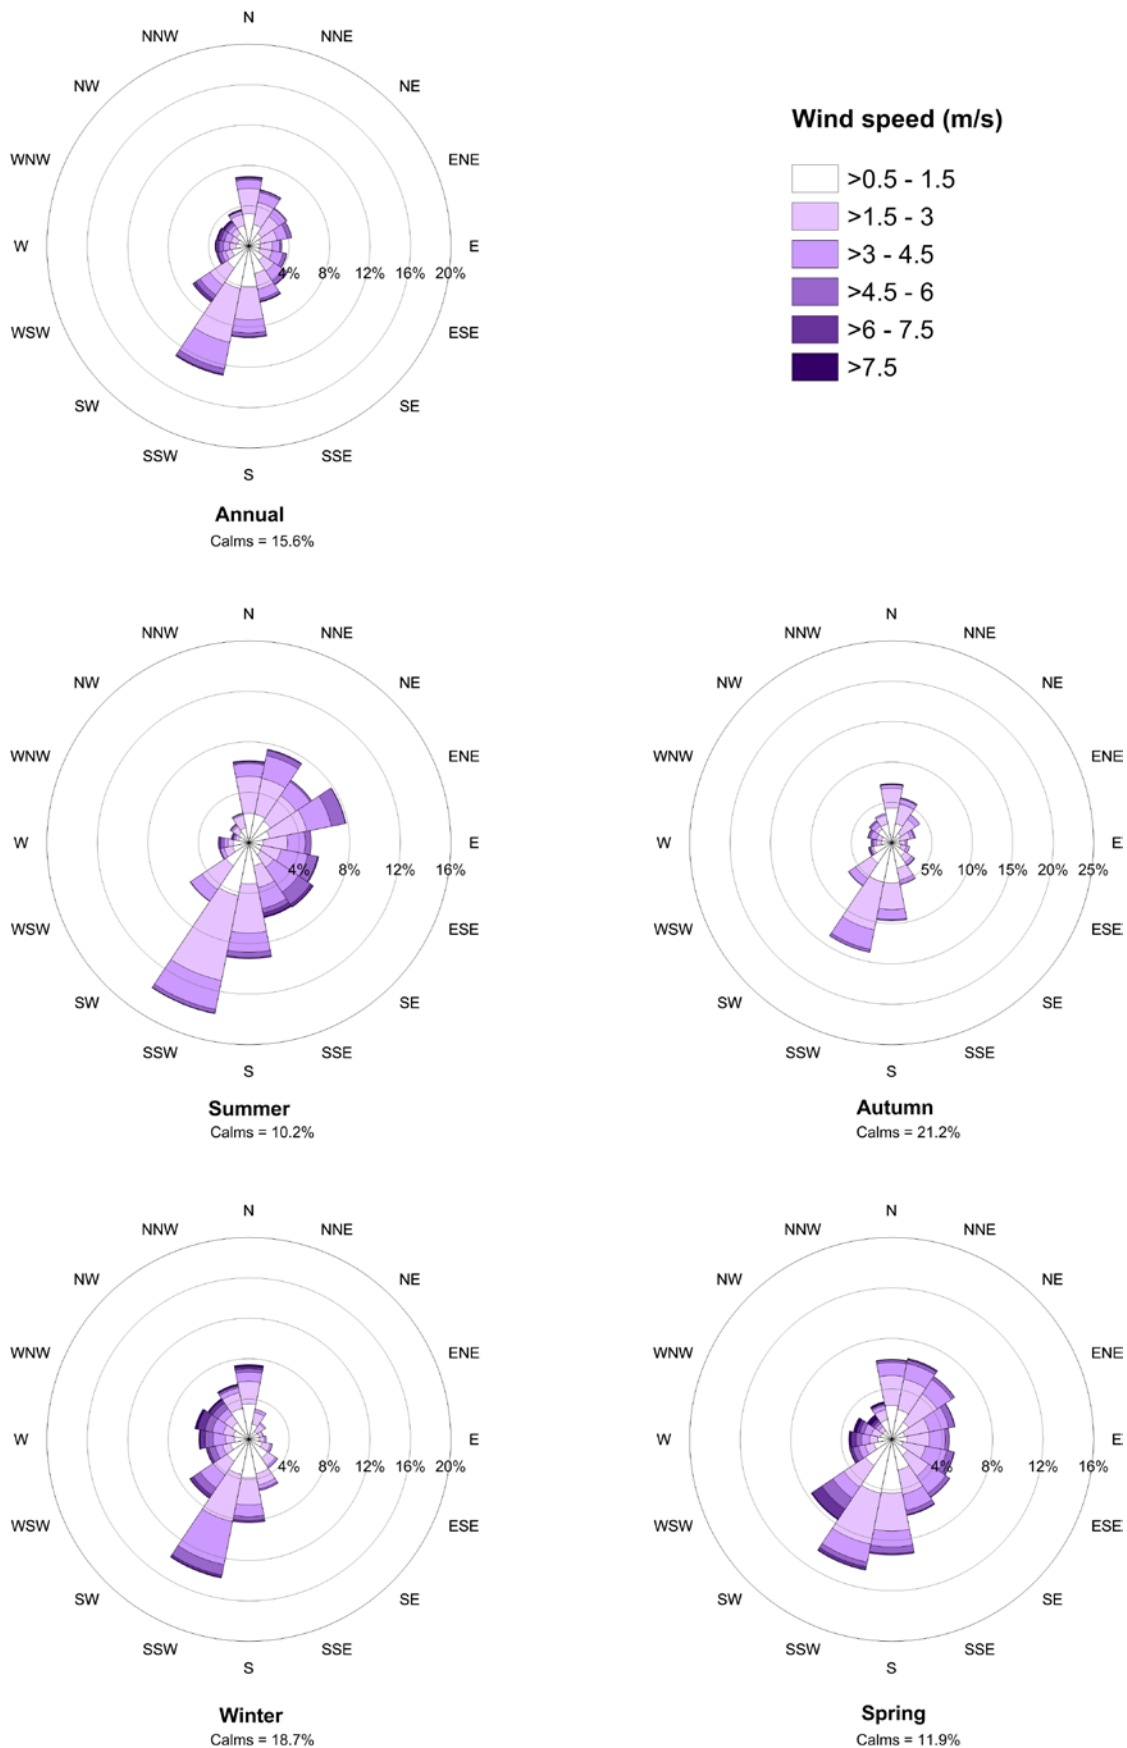 N
NNW NNE
NW NE
WNW ENE
W E
4% 8% 12% 16% 20%
WSW ESE
SW SE
SSW SSE
S
Annual
Calms = 15.6%
Wind speed (m/s)
>0.5 - 1.5
>1.5 - 3
>3 - 4.5
>4.5 - 6
>6 - 7.5
>7.5
N
NNW NNE
NW NE
WNW ENE
W E
4% 8% 12% 16%
WSW ESE
SW SE
SSW SSE
S
Summer
Calms = 10.2%
N
NNW NNE
NW NE
WNW ENE
W E
5% 10% 15% 20% 25%
WSW ESE
SW SE
SSW SSE
S
Autumn
Calms = 21.2%
N
NNW NNE
NW NE
WNW ENE
W E
4% 8% 12% 16% 20%
WSW ESE
SW SE
SSW SSE
S
Winter
Calms = 18.7%
N
NNW NNE
NW NE
WNW ENE
W E
4% 8% 12% 16%
WSW ESE
SW SE
SSW SSE
S
Spring
Calms = 11.9%